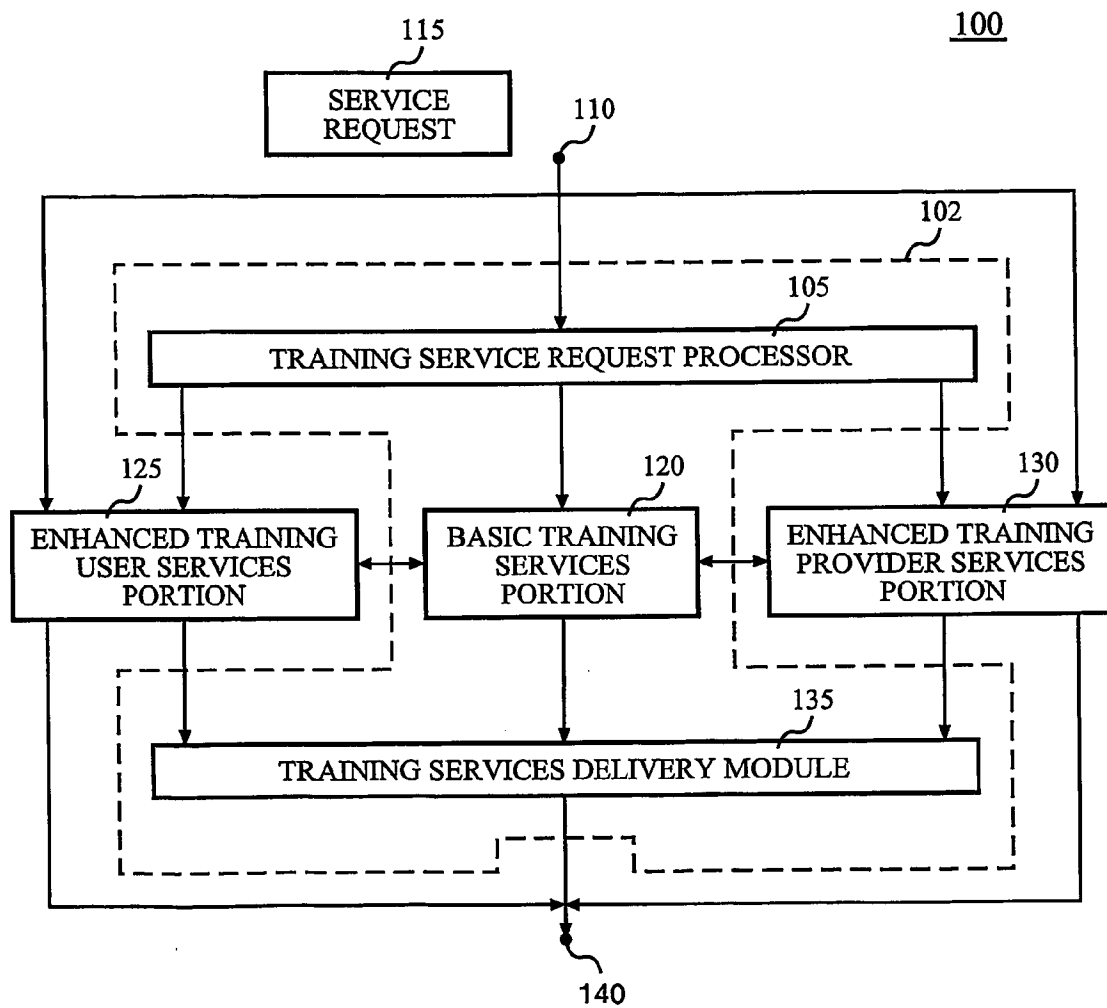 100
115
SERVICE
REQUEST
110
102
105
TRAINING SERVICE REQUEST PROCESSOR
125
ENHANCED TRAINING
USER SERVICES
PORTION
120
BASIC TRAINING
SERVICES
PORTION
130
ENHANCED TRAINING
PROVIDER SERVICES
PORTION
135
TRAINING SERVICES DELIVERY MODULE
140